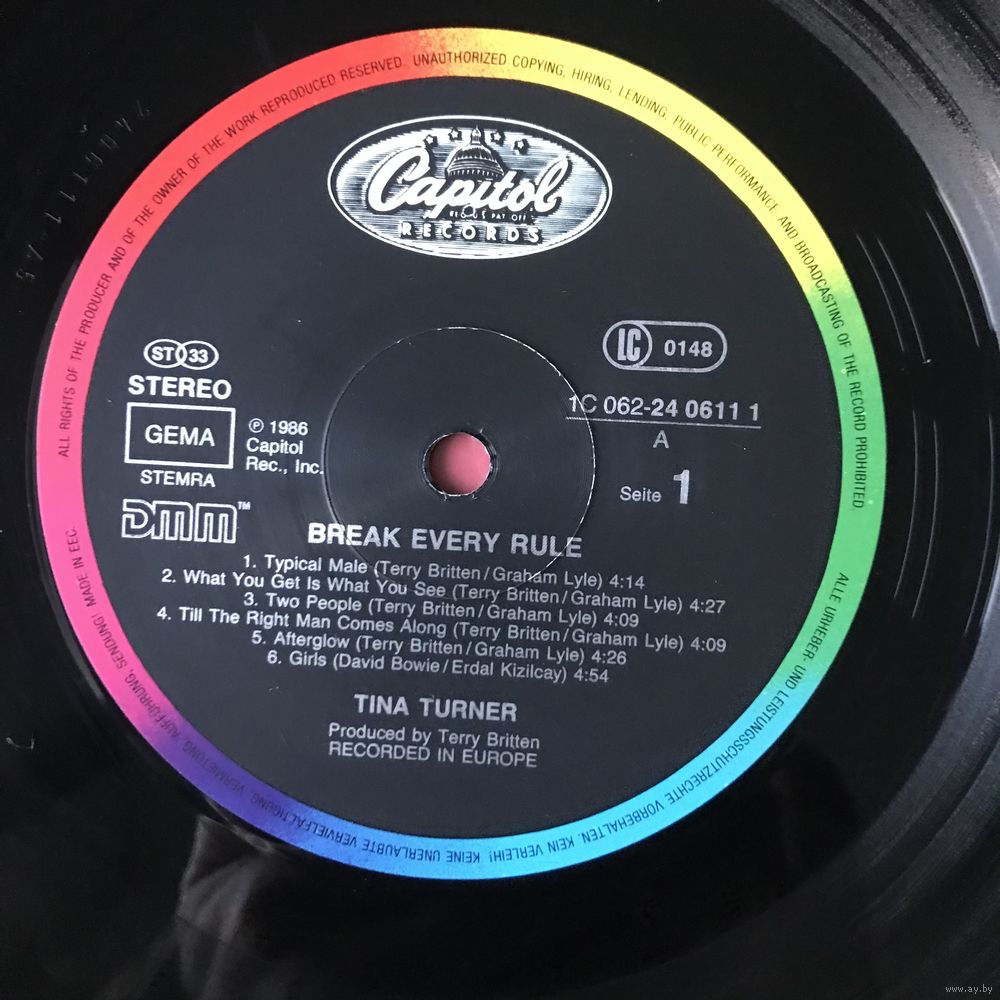 ALL RIGHTS OF THE PRODUCER AND OF THE OWNER OF THE WORK REPRODUCED RESERVED. UNAUTHORIZED COPYING, HIRING, LENDING, PUBLIC PERFORMANCE AND BROADCASTING OF THE RECORD PROHIBITED.
Capitol
REG. U.S. PAT. OFF.
RECORDS
ST 33
STEREO
GEMA
STEMRA
DMM™
℗ 1986
Capitol
Rec., Inc.
LC 0148
1C 062-24 0611 1
A
Seite 1
BREAK EVERY RULE
1. Typical Male (Terry Britten/Graham Lyle) 4:14
2. What You Get Is What You See (Terry Britten/Graham Lyle) 4:27
3. Two People (Terry Britten/Graham Lyle) 4:09
4. Till The Right Man Comes Along (Terry Britten/Graham Lyle) 4:09
5. Afterglow (Terry Britten/Graham Lyle) 4:26
6. Girls (David Bowie/Erdal Kizilcay) 4:54
TINA TURNER
Produced by Terry Britten
RECORDED IN EUROPE
ALLE URHEBER- UND LEISTUNGSSCHUTZRECHTE VORBEHALTEN. KEIN VERLEIH! KEINE UNERLAUBTE VERVIELFÄLTIGUNG, VERMIETUNG, AUFFÜHRUNG, SENDUNG! MADE IN EEC.
www.ay.by